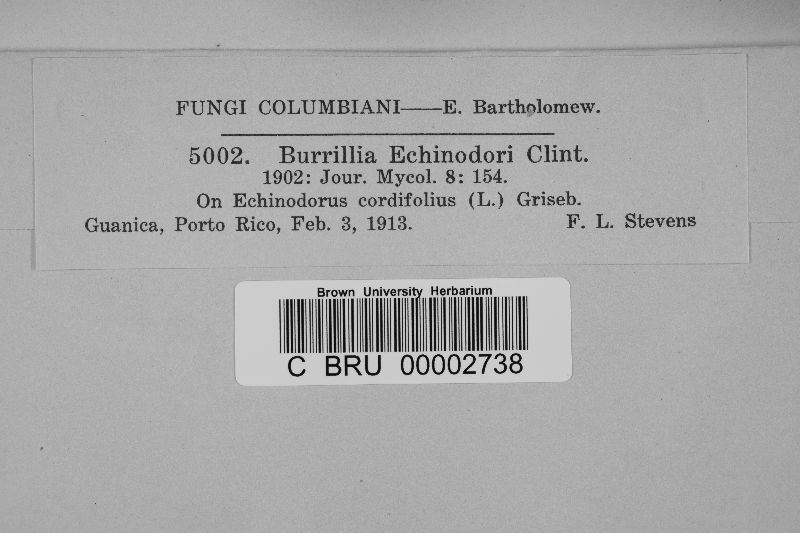 FUNGI COLUMBIANI——E. Bartholomew.
5002. Burrillia Echinodori Clint.
1902: Jour. Mycol. 8: 154.
On Echinodorus cordifolius (L.) Griseb.
Guanica, Porto Rico, Feb. 3, 1913. F. L. Stevens
Brown University Herbarium
C BRU 00002738